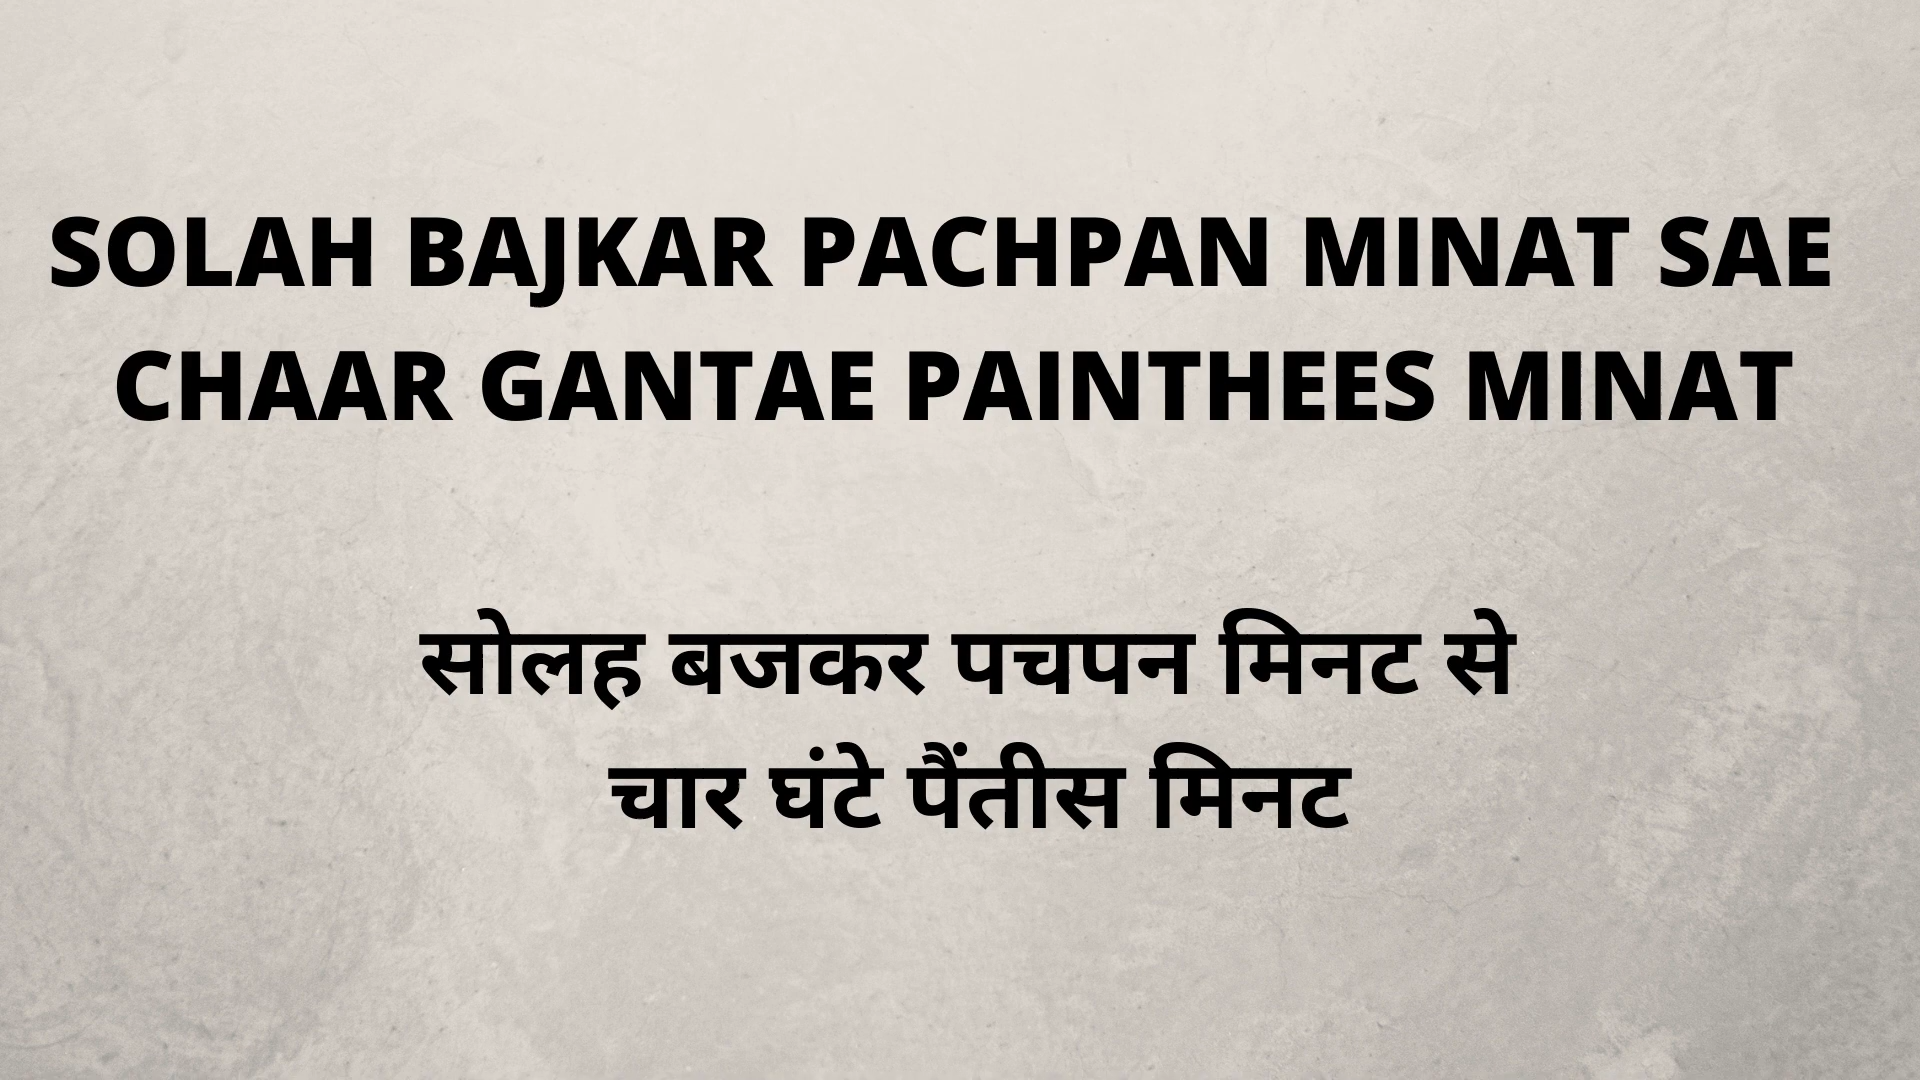 SOLAH BAJKAR PACHPAN MINAT SAE
CHAAR GANTAE PAINTHEES MINAT
सोलह बजकर पचपन मिनट से
चार घंटे पैंतीस मिनट